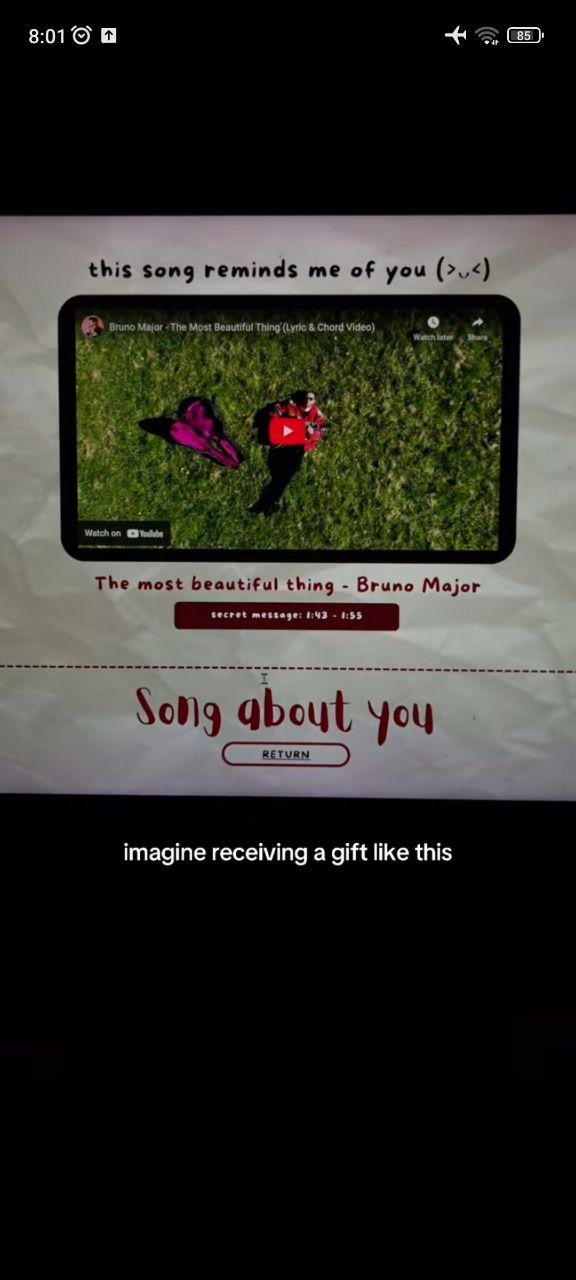 8:01
85
this song reminds me of you (>◡<)
Bruno Major - The Most Beautiful Thing (Lyric & Chord Video)
Watch later
Share
Watch on YouTube
The most beautiful thing - Bruno Major
secret message: 1:43 - 1:55
Song about you
RETURN
imagine receiving a gift like this